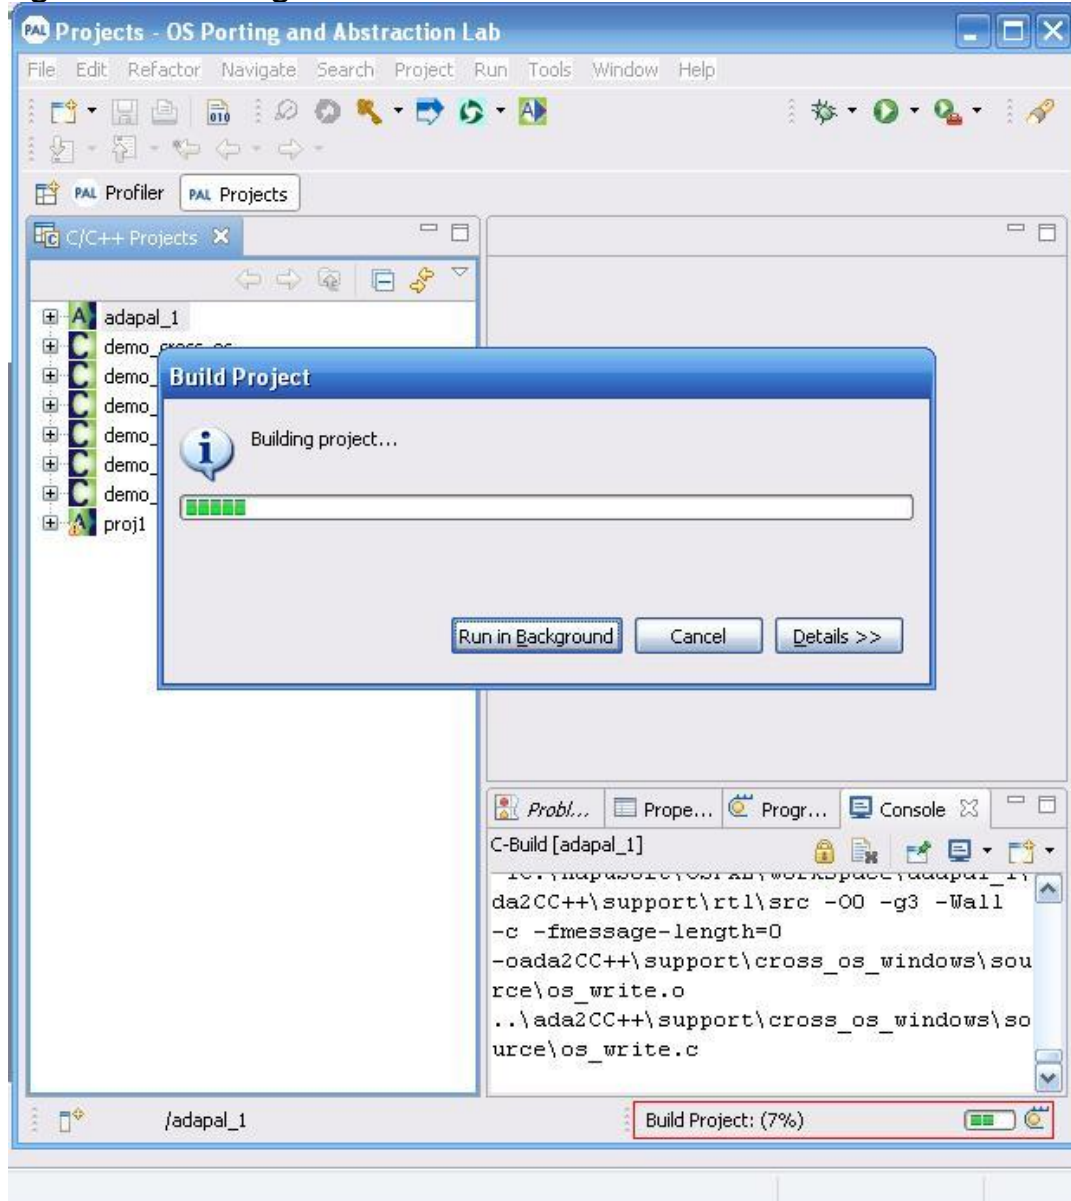 PAL Projects - OS Porting and Abstraction Lab
File Edit Refactor Navigate Search Project Run Tools Window Help
010
PAL Profiler PAL Projects
C/C++ Projects
A adapal_1
C demo_cross_os
C demo_
C demo_
C demo_
C demo_
C demo_
A proj1
Build Project
Building project...
Run in Background Cancel Details >>
Probl... Prope... Progr... Console
C-Build [adapal_1]
da2CC++\support\rtl\src -O0 -g3 -Wall
-c -fmessage-length=0
-oada2CC++\support\cross_os_windows\sou
rce\os_write.o
..\ada2CC++\support\cross_os_windows\so
urce\os_write.c
/adapal_1 Build Project: (7%)